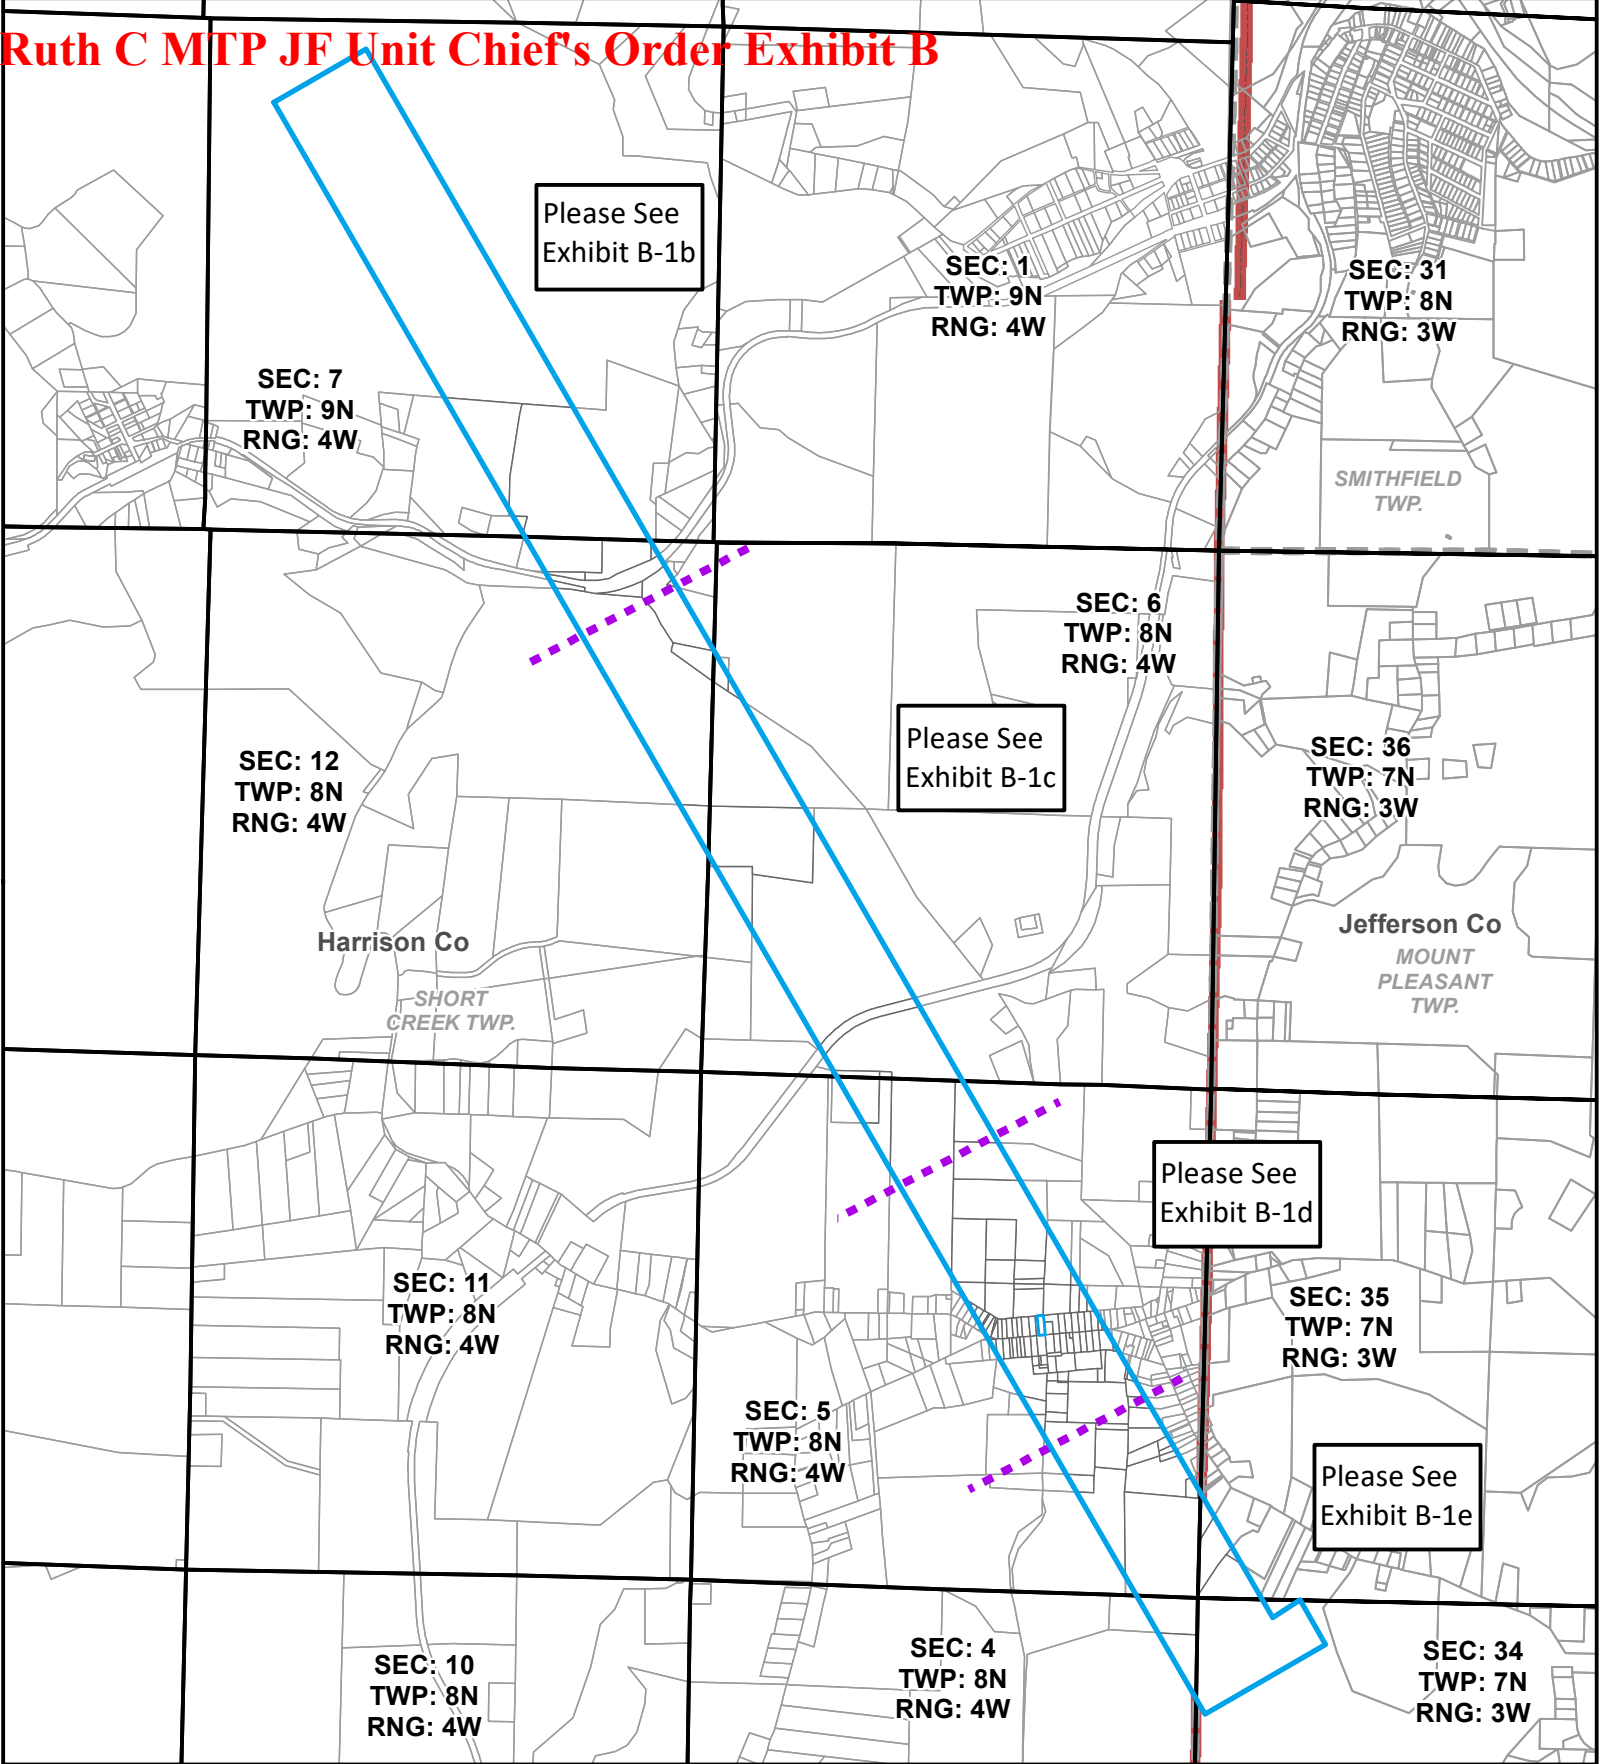 Ruth C MTP JF Unit Chief's Order Exhibit B
Please See
Exhibit B-1b
SEC: 1
TWP: 9N
RNG: 4W
SEC: 31
TWP: 8N
RNG: 3W
SEC: 7
TWP: 9N
RNG: 4W
SMITHFIELD
TWP.
SEC: 6
TWP: 8N
RNG: 4W
Please See
Exhibit B-1c
SEC: 36
TWP: 7N
RNG: 3W
SEC: 12
TWP: 8N
RNG: 4W
Harrison Co
SHORT
CREEK TWP.
Jefferson Co
MOUNT
PLEASANT
TWP.
Please See
Exhibit B-1d
SEC: 11
TWP: 8N
RNG: 4W
SEC: 35
TWP: 7N
RNG: 3W
SEC: 5
TWP: 8N
RNG: 4W
Please See
Exhibit B-1e
SEC: 10
TWP: 8N
RNG: 4W
SEC: 4
TWP: 8N
RNG: 4W
SEC: 34
TWP: 7N
RNG: 3W